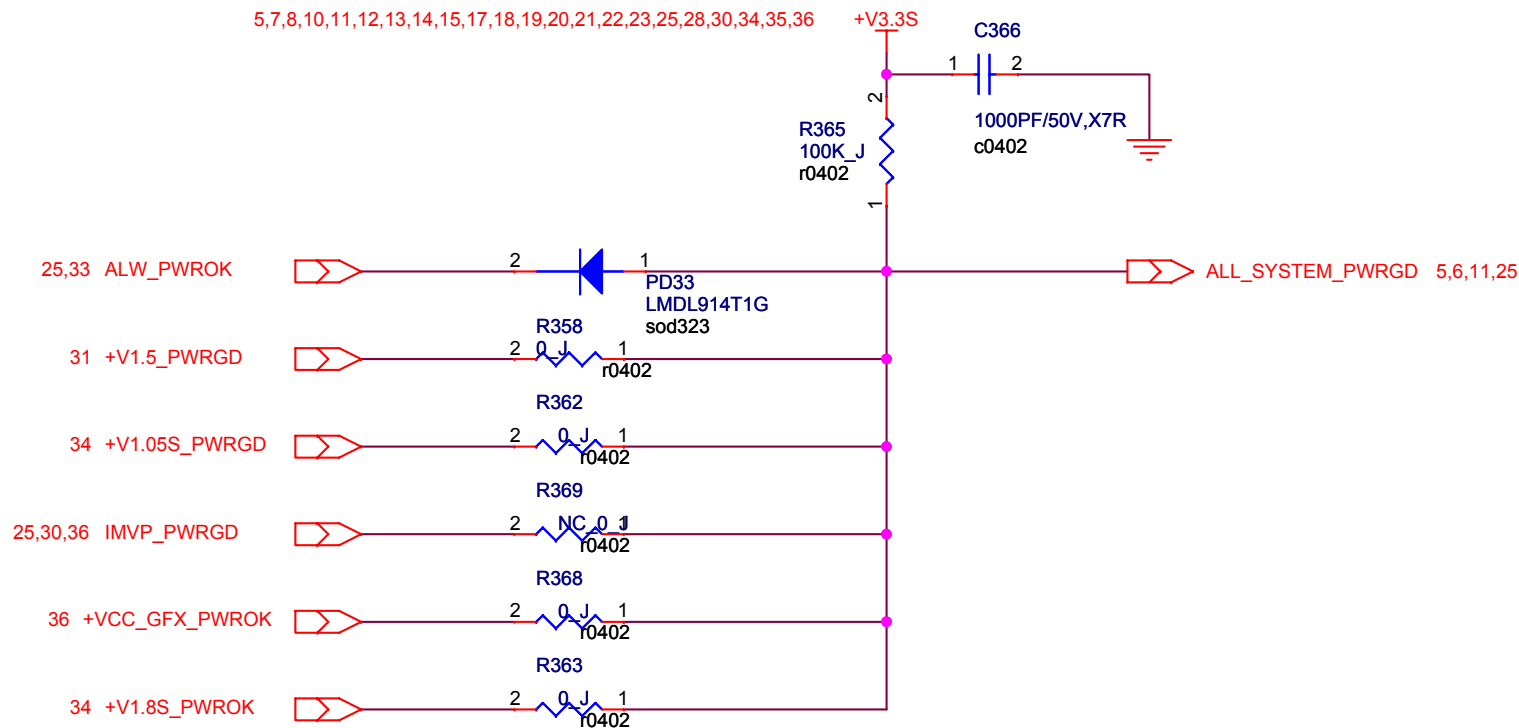 5,7,8,10,11,12,13,14,15,17,18,19,20,21,22,23,25,28,30,34,35,36 +V3.3S
C366
1 2
1000PF/50V,X7R
c0402
2
R365
100K_J
r0402
1
25,33 ALW_PWROK
2 1
PD33
LMDL914T1G
sod323
ALL_SYSTEM_PWRGD 5,6,11,25
R358
31 +V1.5_PWRGD
2 0_J 1
r0402
R362
34 +V1.05S_PWRGD
2 0_J 1
r0402
R369
25,30,36 IMVP_PWRGD
2 NC_0_J 1
r0402
R368
36 +VCC_GFX_PWROK
2 0_J 1
r0402
R363
34 +V1.8S_PWROK
2 0_J 1
r0402